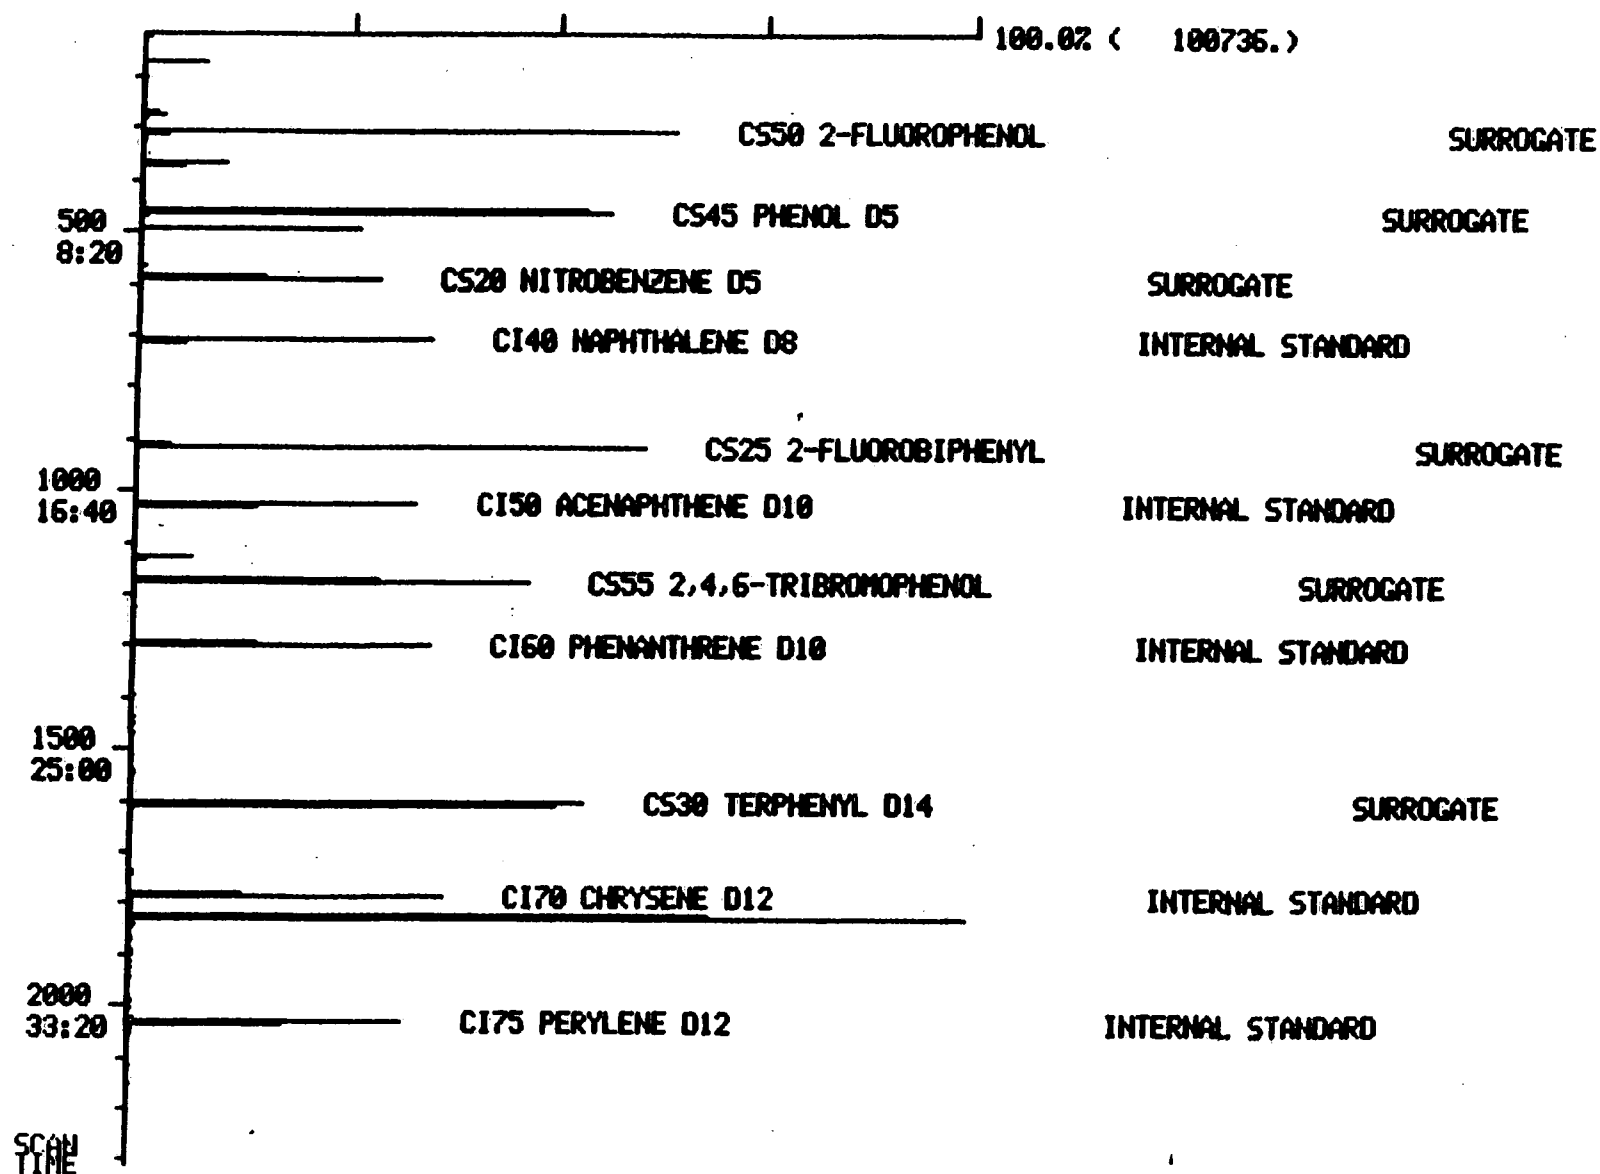 100.0% ( 100736.)
CS50 2-FLUOROPHENOL SURROGATE
CS45 PHENOL D5 SURROGATE
500
8:20
CS20 NITROBENZENE D5 SURROGATE
CI40 NAPHTHALENE D8 INTERNAL STANDARD
CS25 2-FLUOROBIPHENYL SURROGATE
1000
16:40
CI50 ACENAPHTHENE D10 INTERNAL STANDARD
CS55 2,4,6-TRIBROMOPHENOL SURROGATE
CI60 PHENANTHRENE D10 INTERNAL STANDARD
1500
25:00
CS30 TERPHENYL D14 SURROGATE
CI70 CHRYSENE D12 INTERNAL STANDARD
2000
33:20
CI75 PERYLENE D12 INTERNAL STANDARD
SCAN
TIME